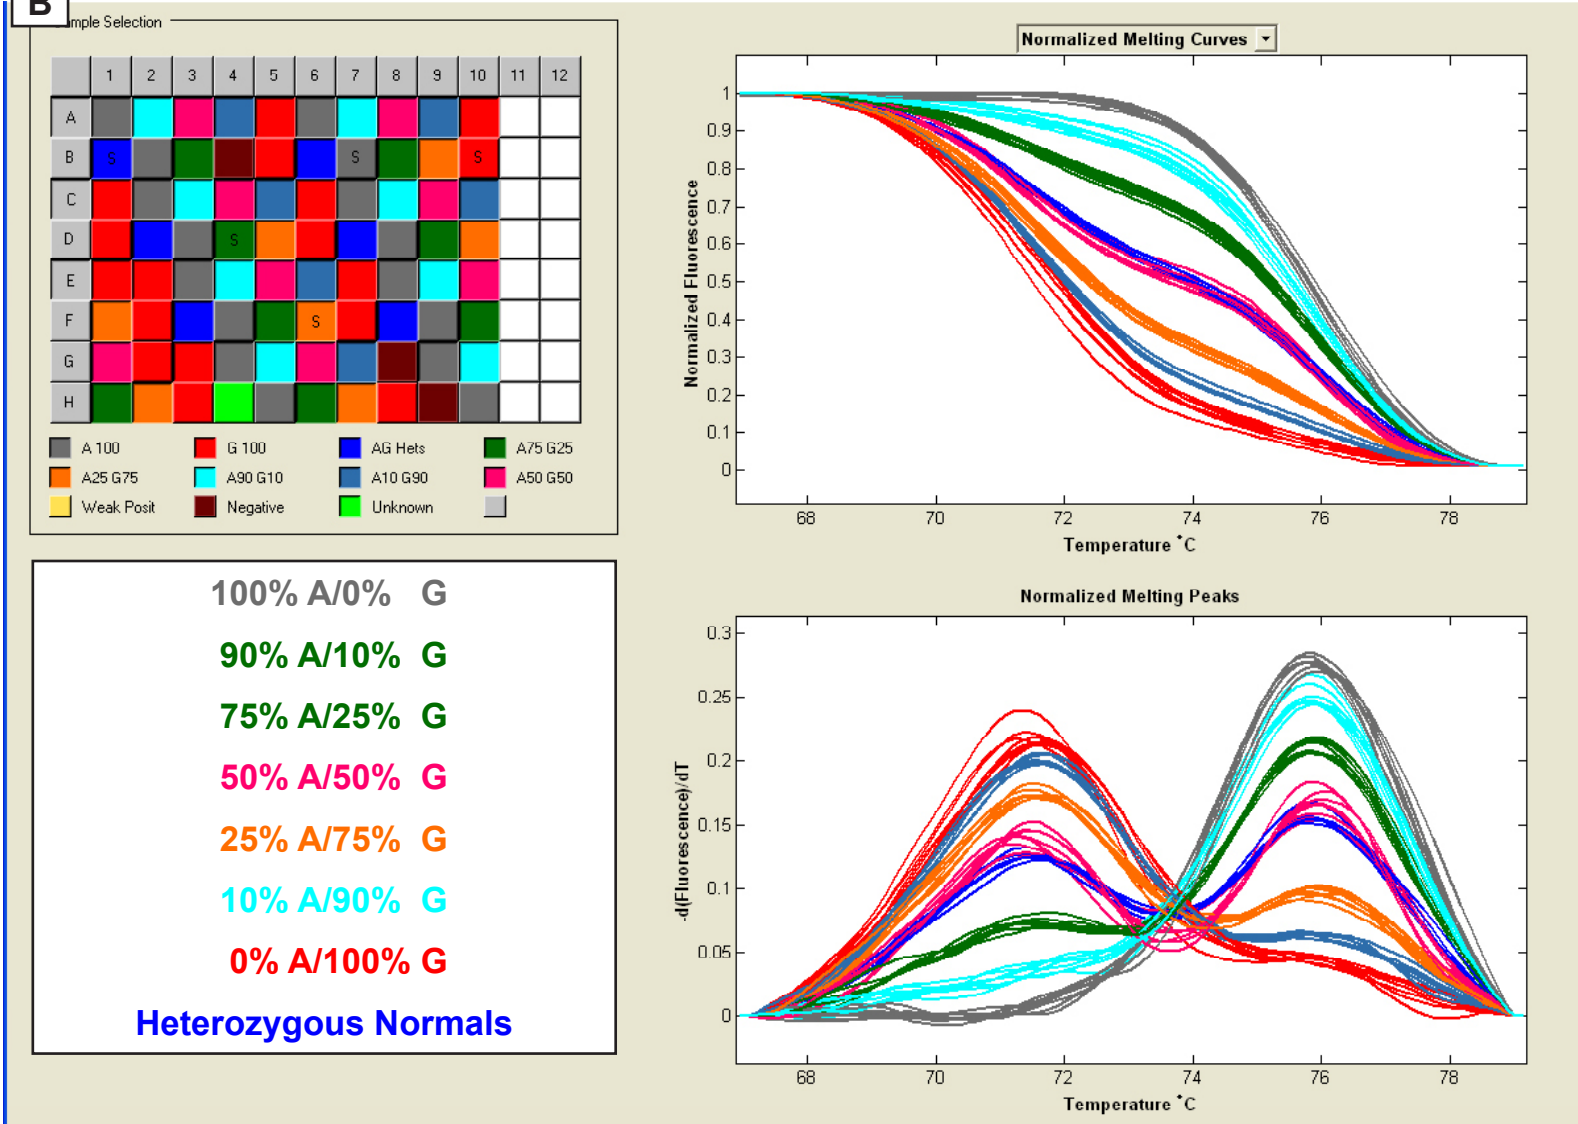 B
Sample Selection
1 2 3 4 5 6 7 8 9 10 11 12
A
B S S S
C
D S
E
F S
G
H
A 100 G 100 AG Hets A75 G25
A25 G75 A90 G10 A10 G90 A50 G50
Weak Posit Negative Unknown
100% A/0% G
90% A/10% G
75% A/25% G
50% A/50% G
25% A/75% G
10% A/90% G
0% A/100% G
Heterozygous Normals
Normalized Melting Curves
Normalized Fluorescence
1
0.9
0.8
0.7
0.6
0.5
0.4
0.3
0.2
0.1
0
68 70 72 74 76 78
Temperature °C
Normalized Melting Peaks
-d(Fluorescence)/dT
0.3
0.25
0.2
0.15
0.1
0.05
0
68 70 72 74 76 78
Temperature °C